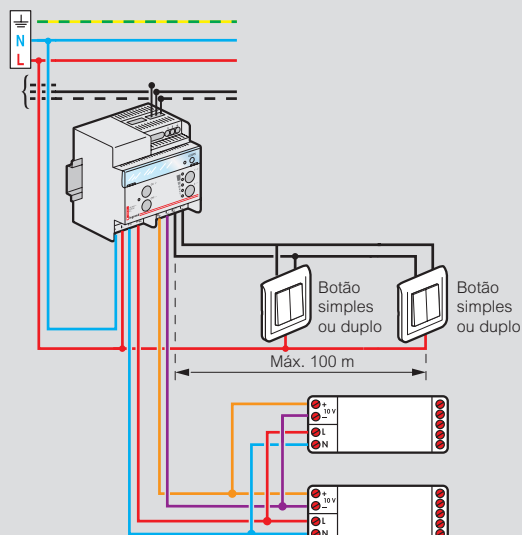 N
L
Botão
simples
ou duplo
Botão
simples
ou duplo
Máx. 100 m
+
10 V
−
L
N
+
10 V
−
L
N